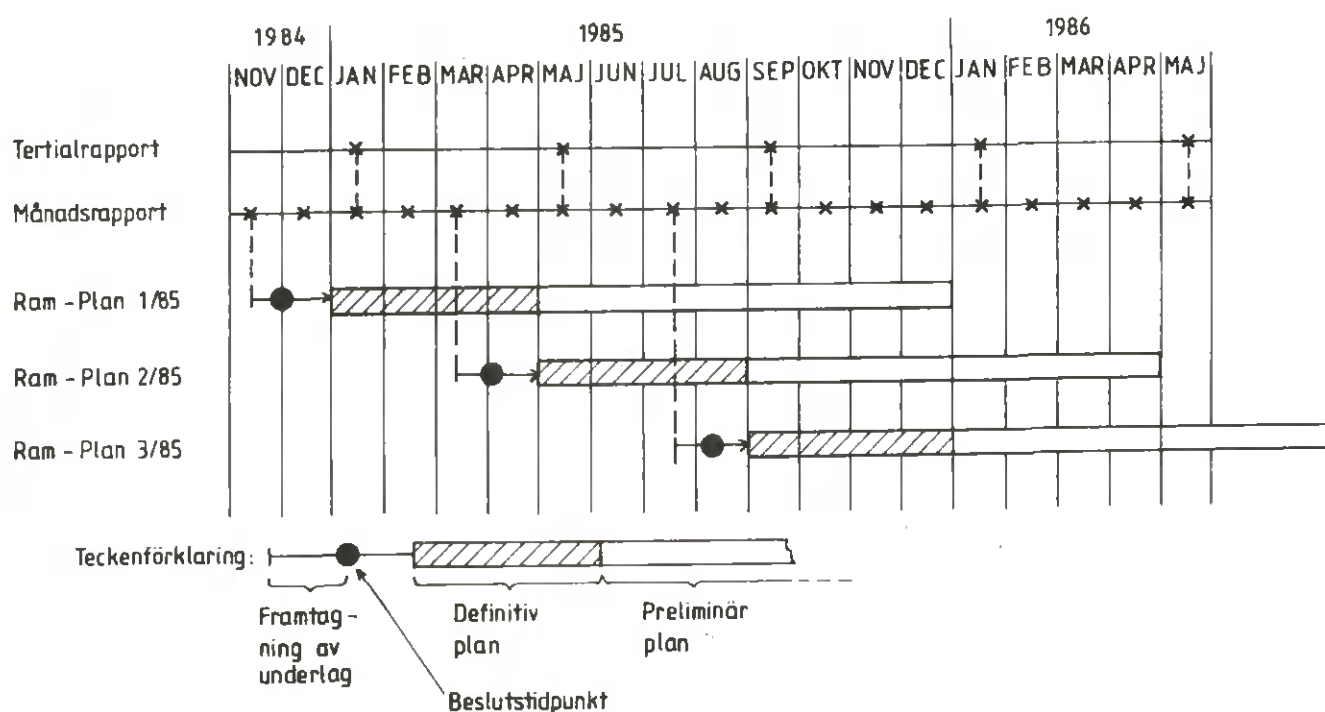 1984 1985 1986
NOV DEC JAN FEB MAR APR MAJ JUN JUL AUG SEP OKT NOV DEC JAN FEB MAR APR MAJ
Tertialrapport
Månadsrapport
Ram - Plan 1/85
Ram - Plan 2/85
Ram - Plan 3/85
Teckenförklaring:
Framtag-
ning av
underlag
Definitiv
plan
Preliminär
plan
Beslutstidpunkt